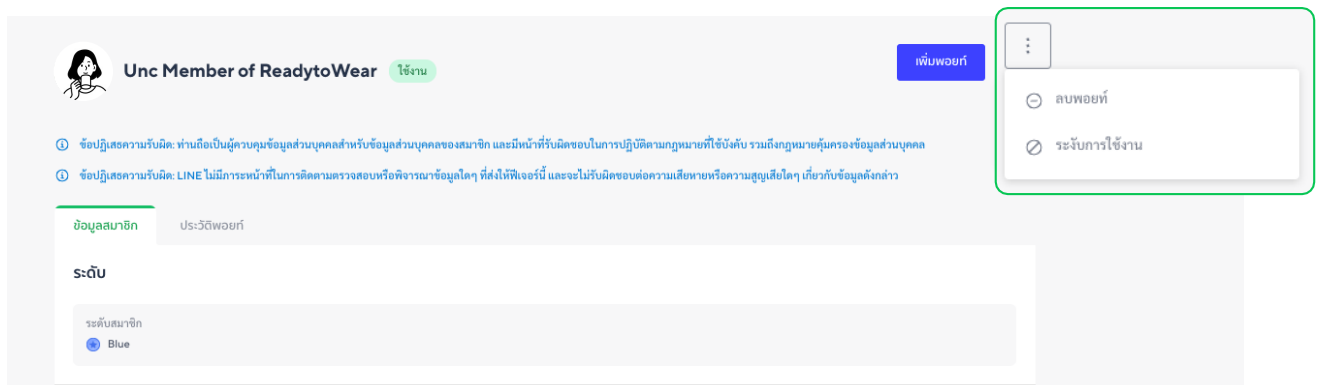 Unc Member of ReadytoWear ใช้งาน
เพิ่มพอยท์
ลบพอยท์
ระงับการใช้งาน
ข้อปฏิเสธความรับผิด: ท่านถือเป็นผู้ควบคุมข้อมูลส่วนบุคคลสำหรับข้อมูลส่วนบุคคลของสมาชิก และมีหน้าที่รับผิดชอบในการปฏิบัติตามกฎหมายที่ใช้บังคับ รวมถึงกฎหมายคุ้มครองข้อมูลส่วนบุคคล
ข้อปฏิเสธความรับผิด: LINE ไม่มีภาระหน้าที่ในการติดตามตรวจสอบหรือพิจารณาข้อมูลใดๆ ที่ส่งให้ฟีเจอร์นี้ และจะไม่รับผิดชอบต่อความเสียหายหรือความสูญเสียใดๆ เกี่ยวกับข้อมูลดังกล่าว
ข้อมูลสมาชิก ประวัติพอยท์
ระดับ
ระดับสมาชิก
Blue